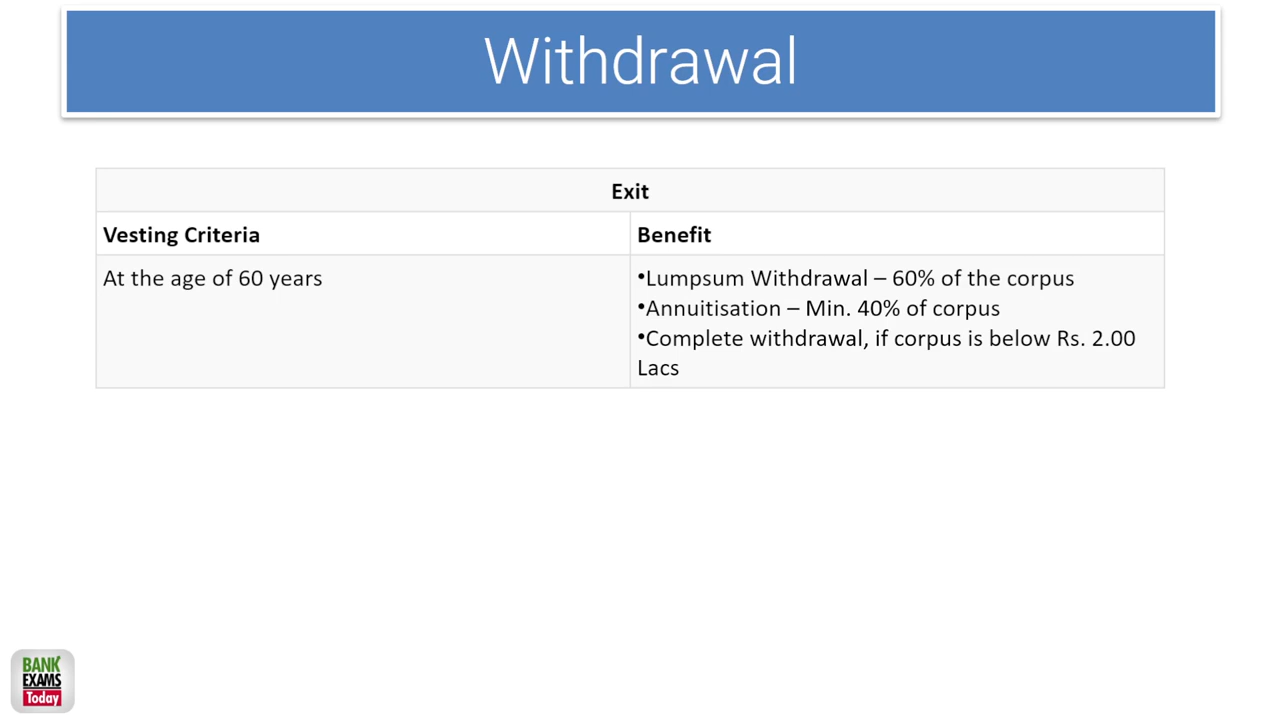 Withdrawal
Exit
Vesting Criteria
Benefit
At the age of 60 years
•Lumpsum Withdrawal – 60% of the corpus
•Annuitisation – Min. 40% of corpus
•Complete withdrawal, if corpus is below Rs. 2.00
Lacs
BANK
EXAMS
Today